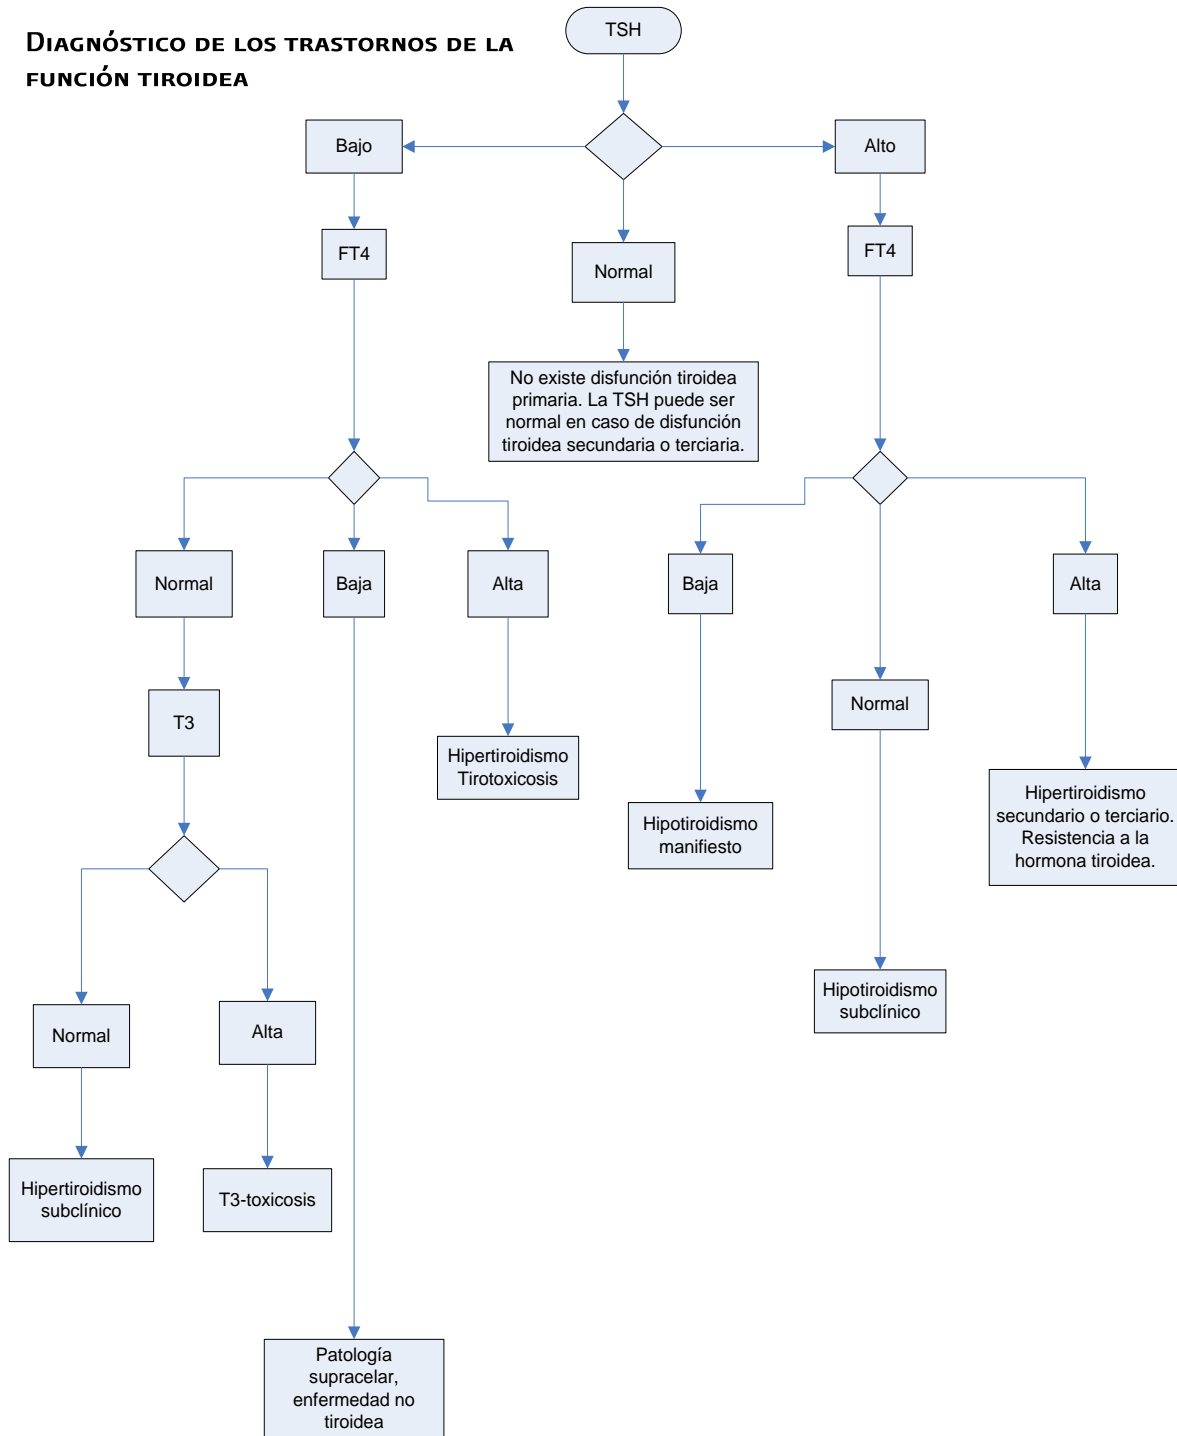 DIAGNÓSTICO DE LOS TRASTORNOS DE LA
FUNCIÓN TIROIDEA
TSH
Bajo
Alto
FT4
Normal
FT4
No existe disfunción tiroidea
primaria. La TSH puede ser
normal en caso de disfunción
tiroidea secundaria o terciaria.
Normal
Baja
Alta
Baja
Alta
T3
Normal
Hipertiroidismo
Tirotoxicosis
Hipotiroidismo
manifiesto
Hipertiroidismo
secundario o terciario.
Resistencia a la
hormona tiroidea.
Normal
Alta
Hipotiroidismo
subclínico
Hipertiroidismo
subclínico
T3-toxicosis
Patología
supracelar,
enfermedad no
tiroidea